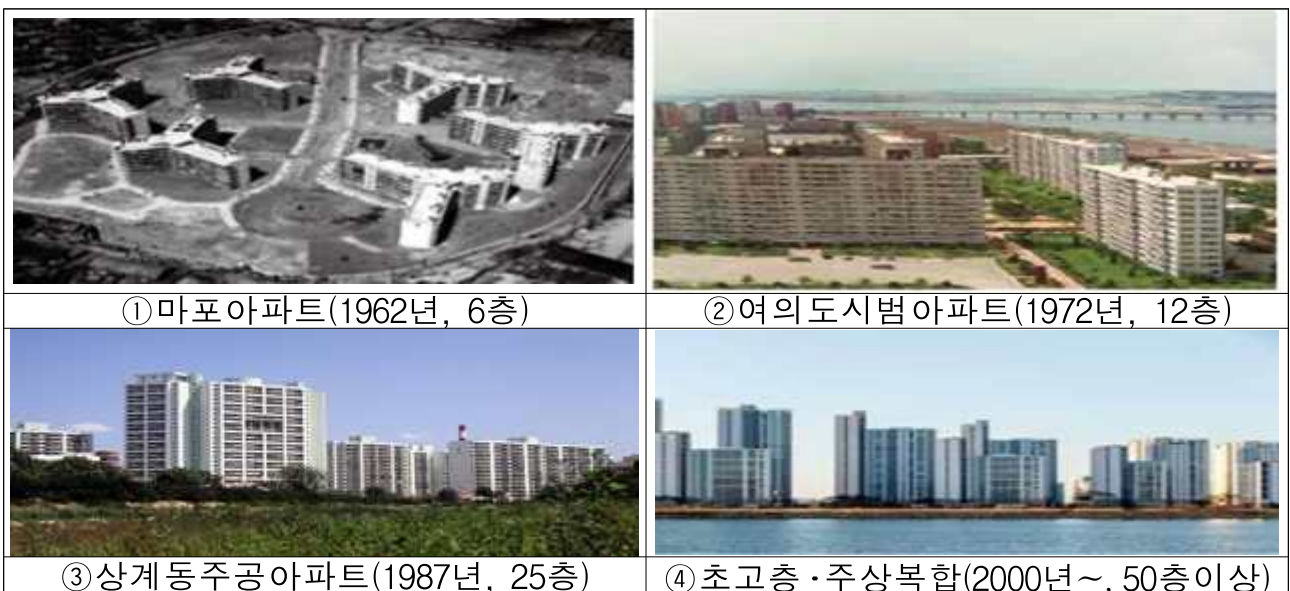 ①마포아파트(1962년, 6층)
②여의도시범아파트(1972년, 12층)
③상계동주공아파트(1987년, 25층)
④초고층·주상복합(2000년~, 50층이상)